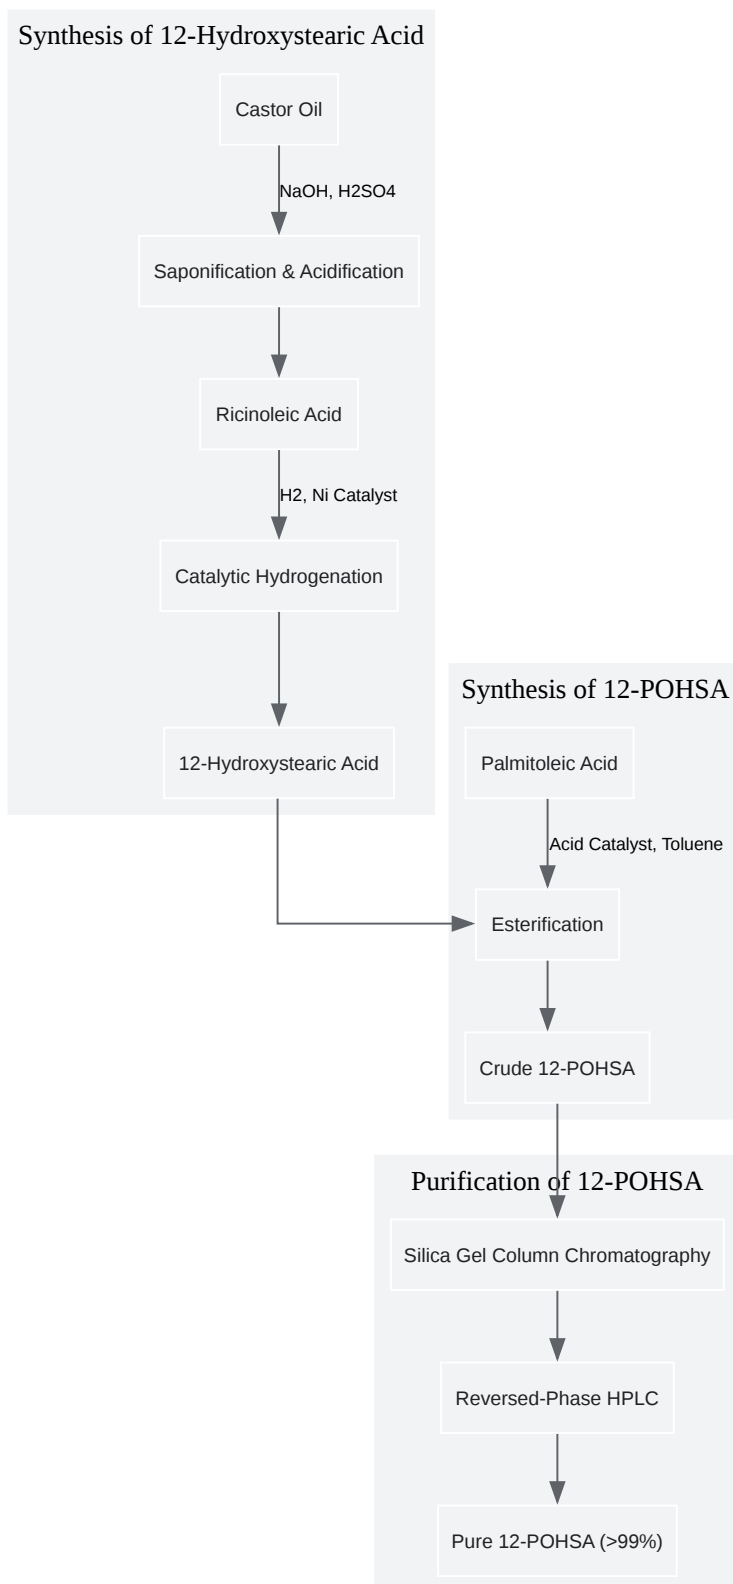 Synthesis of 12-Hydroxystearic Acid
Castor Oil
NaOH, H2SO4
Saponification & Acidification
Ricinoleic Acid
H2, Ni Catalyst
Catalytic Hydrogenation
12-Hydroxystearic Acid
Synthesis of 12-POHSA
Palmitoleic Acid
Acid Catalyst, Toluene
Esterification
Crude 12-POHSA
Purification of 12-POHSA
Silica Gel Column Chromatography
Reversed-Phase HPLC
Pure 12-POHSA (>99%)